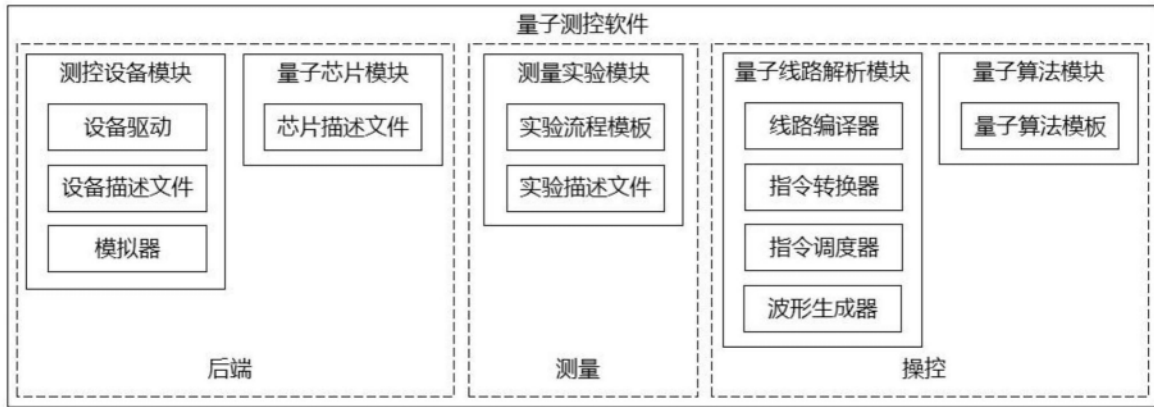 量子测控软件
测控设备模块
设备驱动
设备描述文件
模拟器
量子芯片模块
芯片描述文件
后端
测量实验模块
实验流程模板
实验描述文件
测量
量子线路解析模块
线路编译器
指令转换器
指令调度器
波形生成器
量子算法模块
量子算法模板
操控